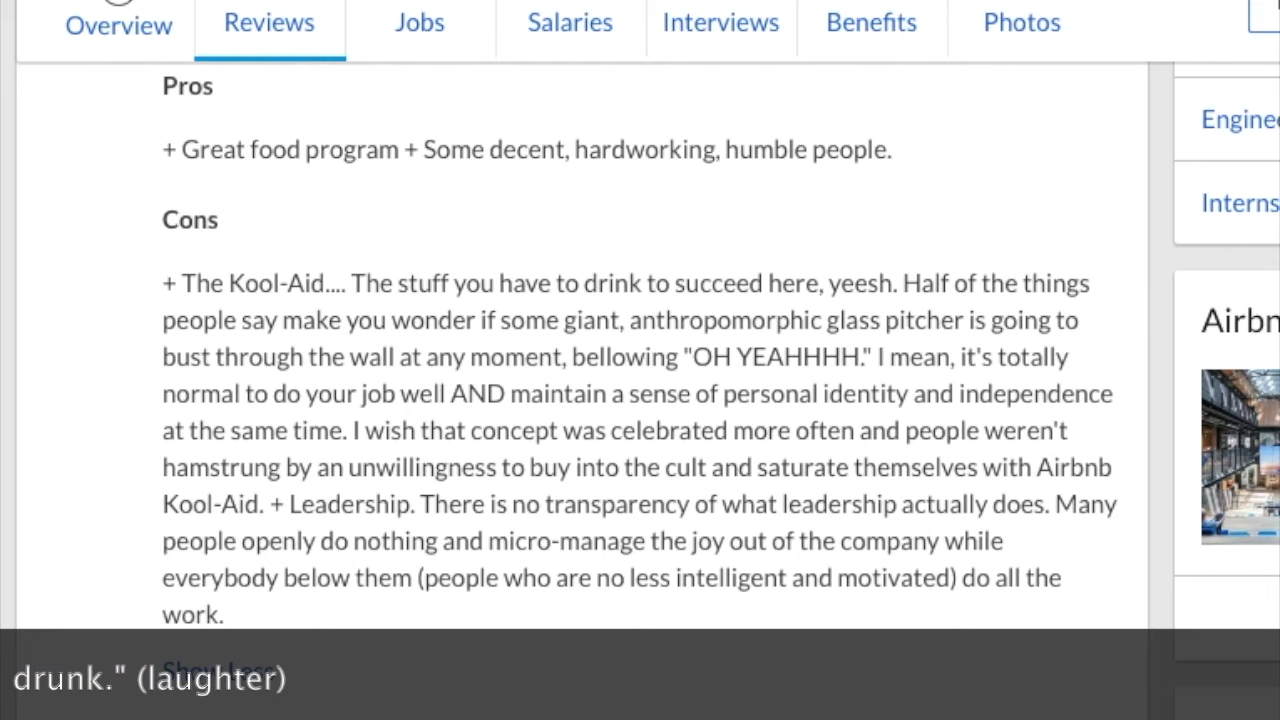 Overview Reviews Jobs Salaries Interviews Benefits Photos
Pros
+ Great food program + Some decent, hardworking, humble people.
Cons
+ The Kool-Aid.... The stuff you have to drink to succeed here, yeesh. Half of the things
people say make you wonder if some giant, anthropomorphic glass pitcher is going to
bust through the wall at any moment, bellowing "OH YEAHHHH." I mean, it's totally
normal to do your job well AND maintain a sense of personal identity and independence
at the same time. I wish that concept was celebrated more often and people weren't
hamstrung by an unwillingness to buy into the cult and saturate themselves with Airbnb
Kool-Aid. + Leadership. There is no transparency of what leadership actually does. Many
people openly do nothing and micro-manage the joy out of the company while
everybody below them (people who are no less intelligent and motivated) do all the
work.
Show Less
drunk." (laughter)
Enginee
Interns
Airbn